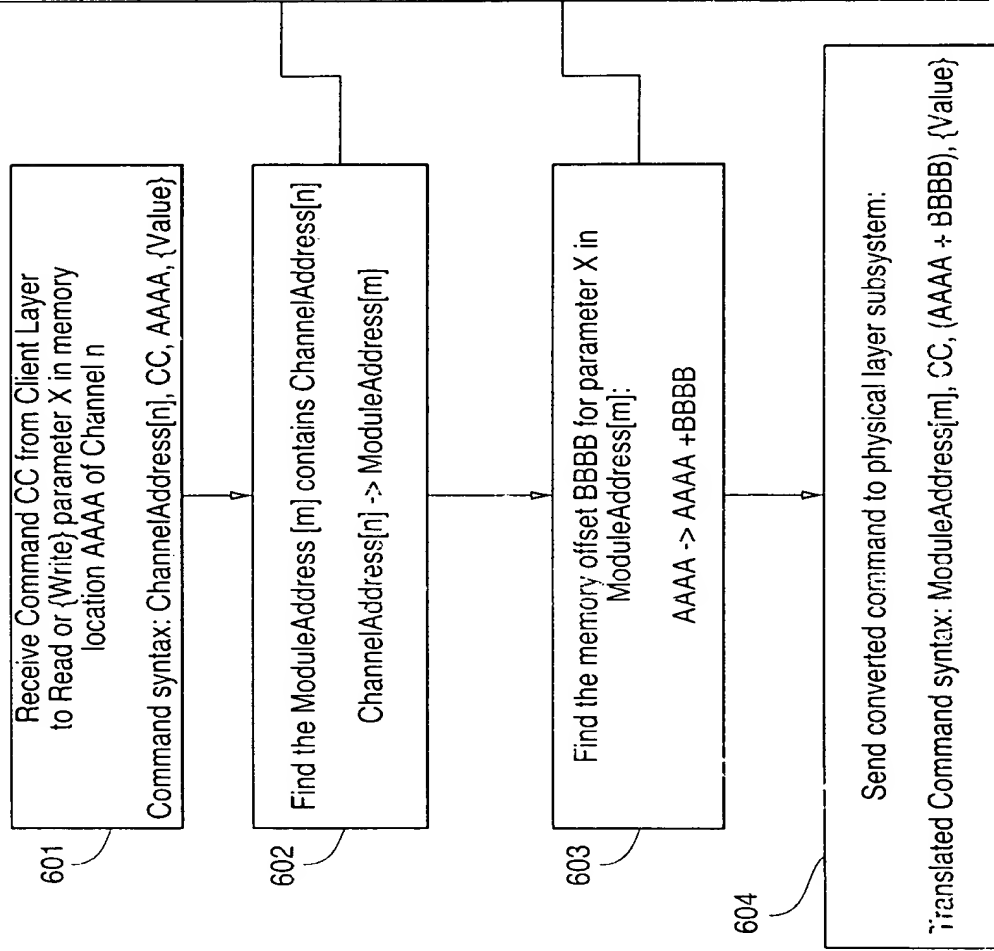 Receive Command CC from Client Layer
to Read or {Write} parameter X in memory
location AAAA of Channel n
Command syntax: ChannelAddress[n], CC, AAAA, {Value}
601
Find the ModuleAddress [m] contains ChannelAddress[n]
ChannelAddress[n] -> ModuleAddress[m]
602
Find the memory offset BBBB for parameter X in
ModuleAddress[m]:
AAAA -> AAAA +BBBB
603
Send converted command to physical layer subsystem:
Translated Command syntax: ModuleAddress[m], CC, (AAAA + BBBB), {Value}
604